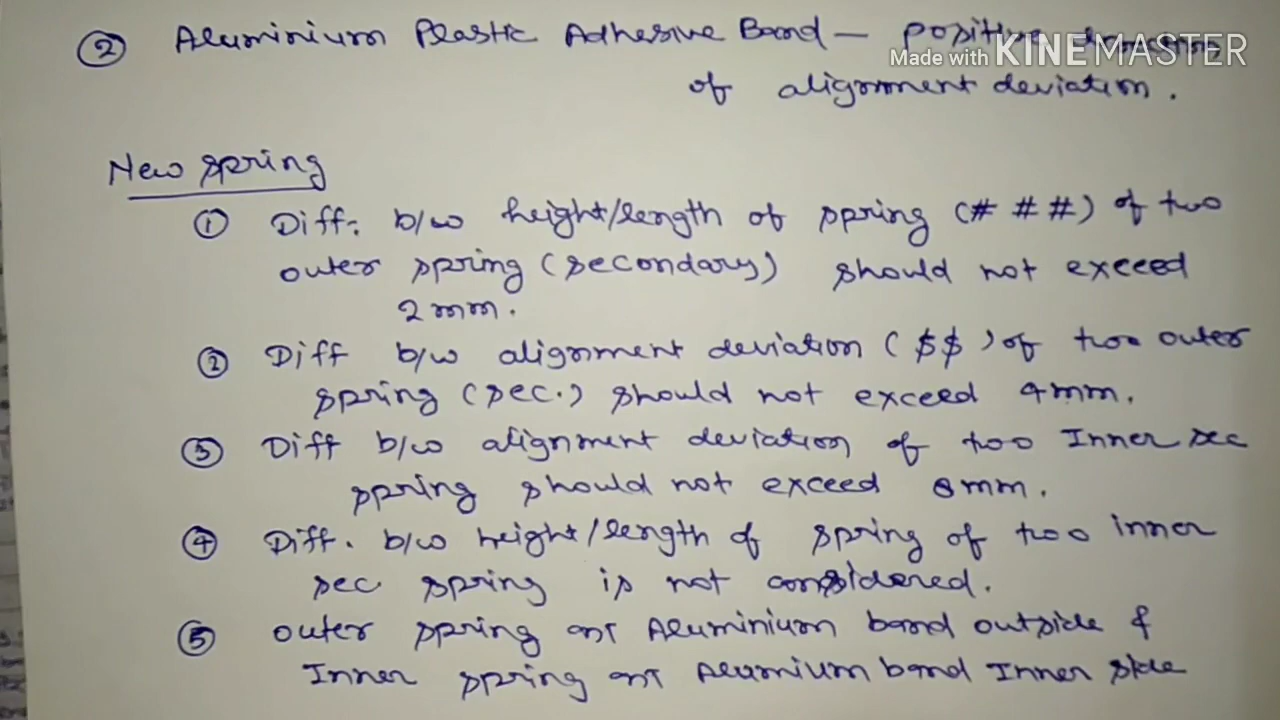 ② Aluminium Plastic Adhesive Band — positive direction
Made with KINEMASTER
of alignment deviation.
New spring
① Diff: b/w height/length of spring (# # #) of two
outer spring (secondary) should not exceed
2mm.
② Diff b/w alignment deviation ($$) of two outer
spring (sec.) should not exceed 4mm.
③ Diff b/w alignment deviation of two Inner sec
spring should not exceed 8mm.
④ Diff. b/w height/length of spring of two inner
sec spring is not considered.
⑤ outer spring Aluminium band outside &
Inner spring Alumium band Inner side